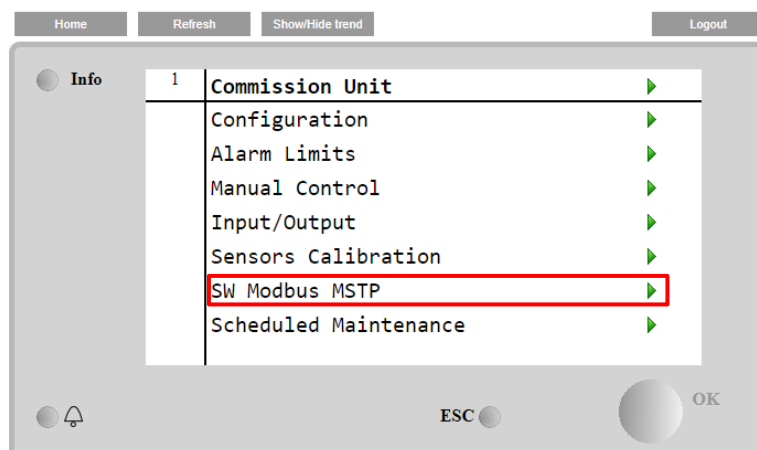 Home Refresh Show/Hide trend Logout
Info
1 Commission Unit
Configuration
Alarm Limits
Manual Control
Input/Output
Sensors Calibration
SW Modbus MSTP
Scheduled Maintenance
ESC OK